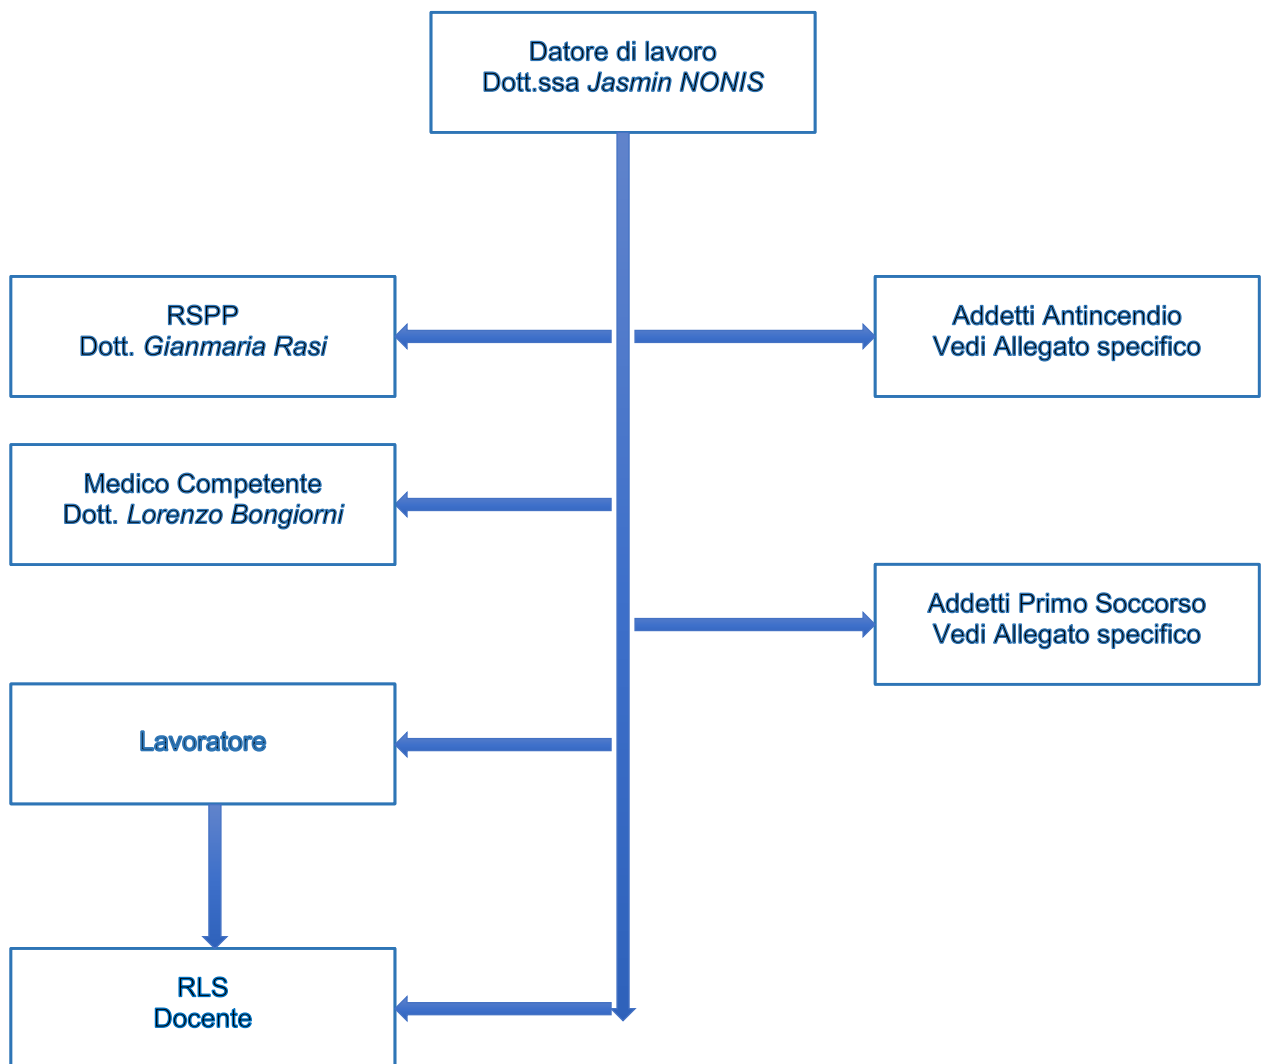 Datore di lavoro
Dott.ssa Jasmin NONIS
RSPP
Dott. Gianmaria Rasi
Addetti Antincendio
Vedi Allegato specifico
Medico Competente
Dott. Lorenzo Bongiorni
Addetti Primo Soccorso
Vedi Allegato specifico
Lavoratore
RLS
Docente